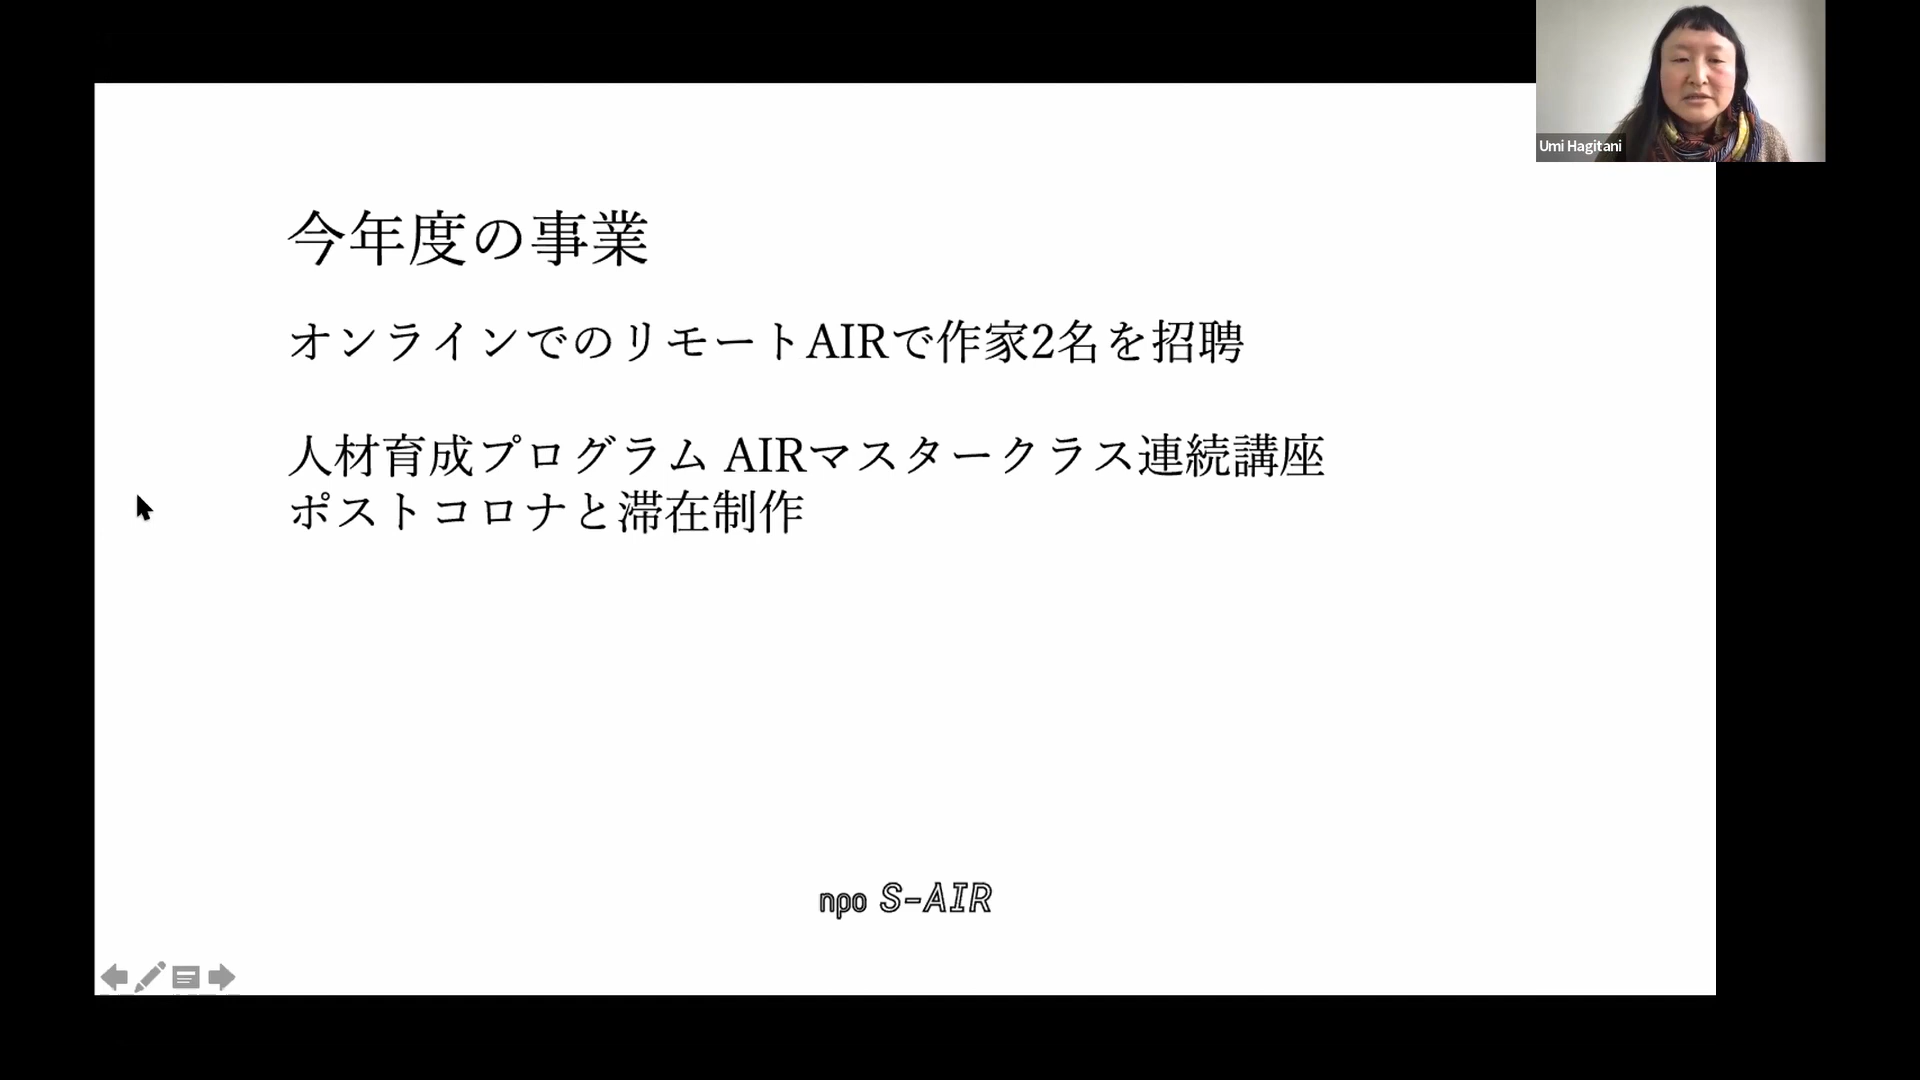 Umi Hagitani
今年度の事業
オンラインでのリモートAIRで作家2名を招聘
人材育成プログラム AIRマスタークラス連続講座
ポストコロナと滞在制作
npo S-AIR